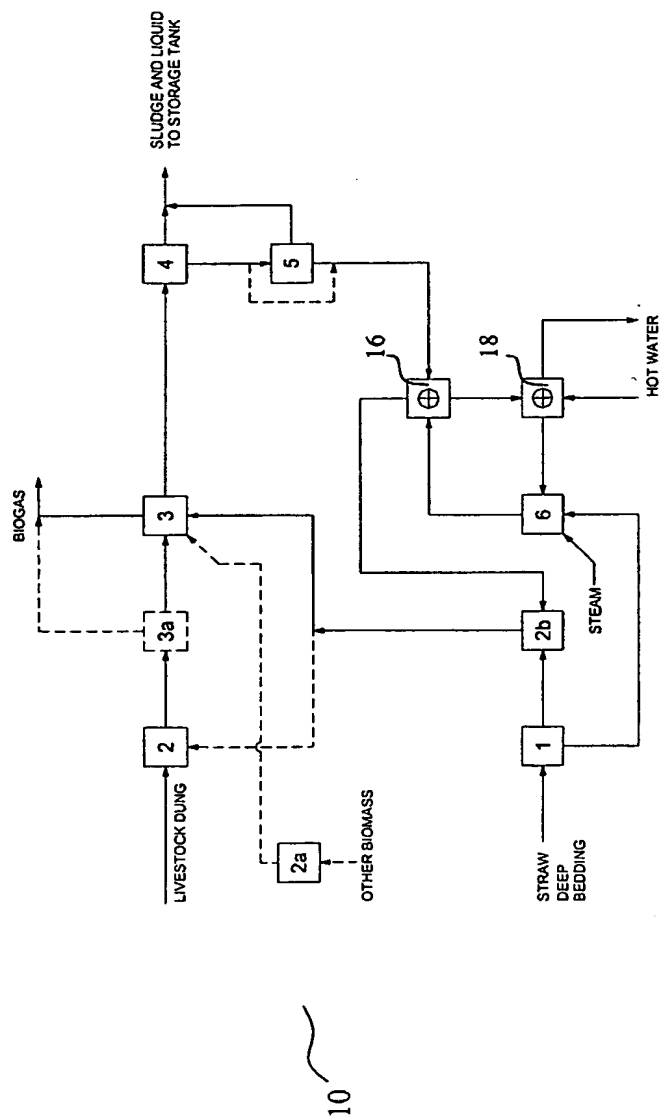 SLUDGE AND LIQUID
TO STORAGE TANK
BIOGAS
4
5
3
3a
2
LIVESTOCK DUNG
2a
OTHER BIOMASS
16
18
HOT WATER
6
STEAM
2b
1
STRAW
DEEP
BEDDING
10